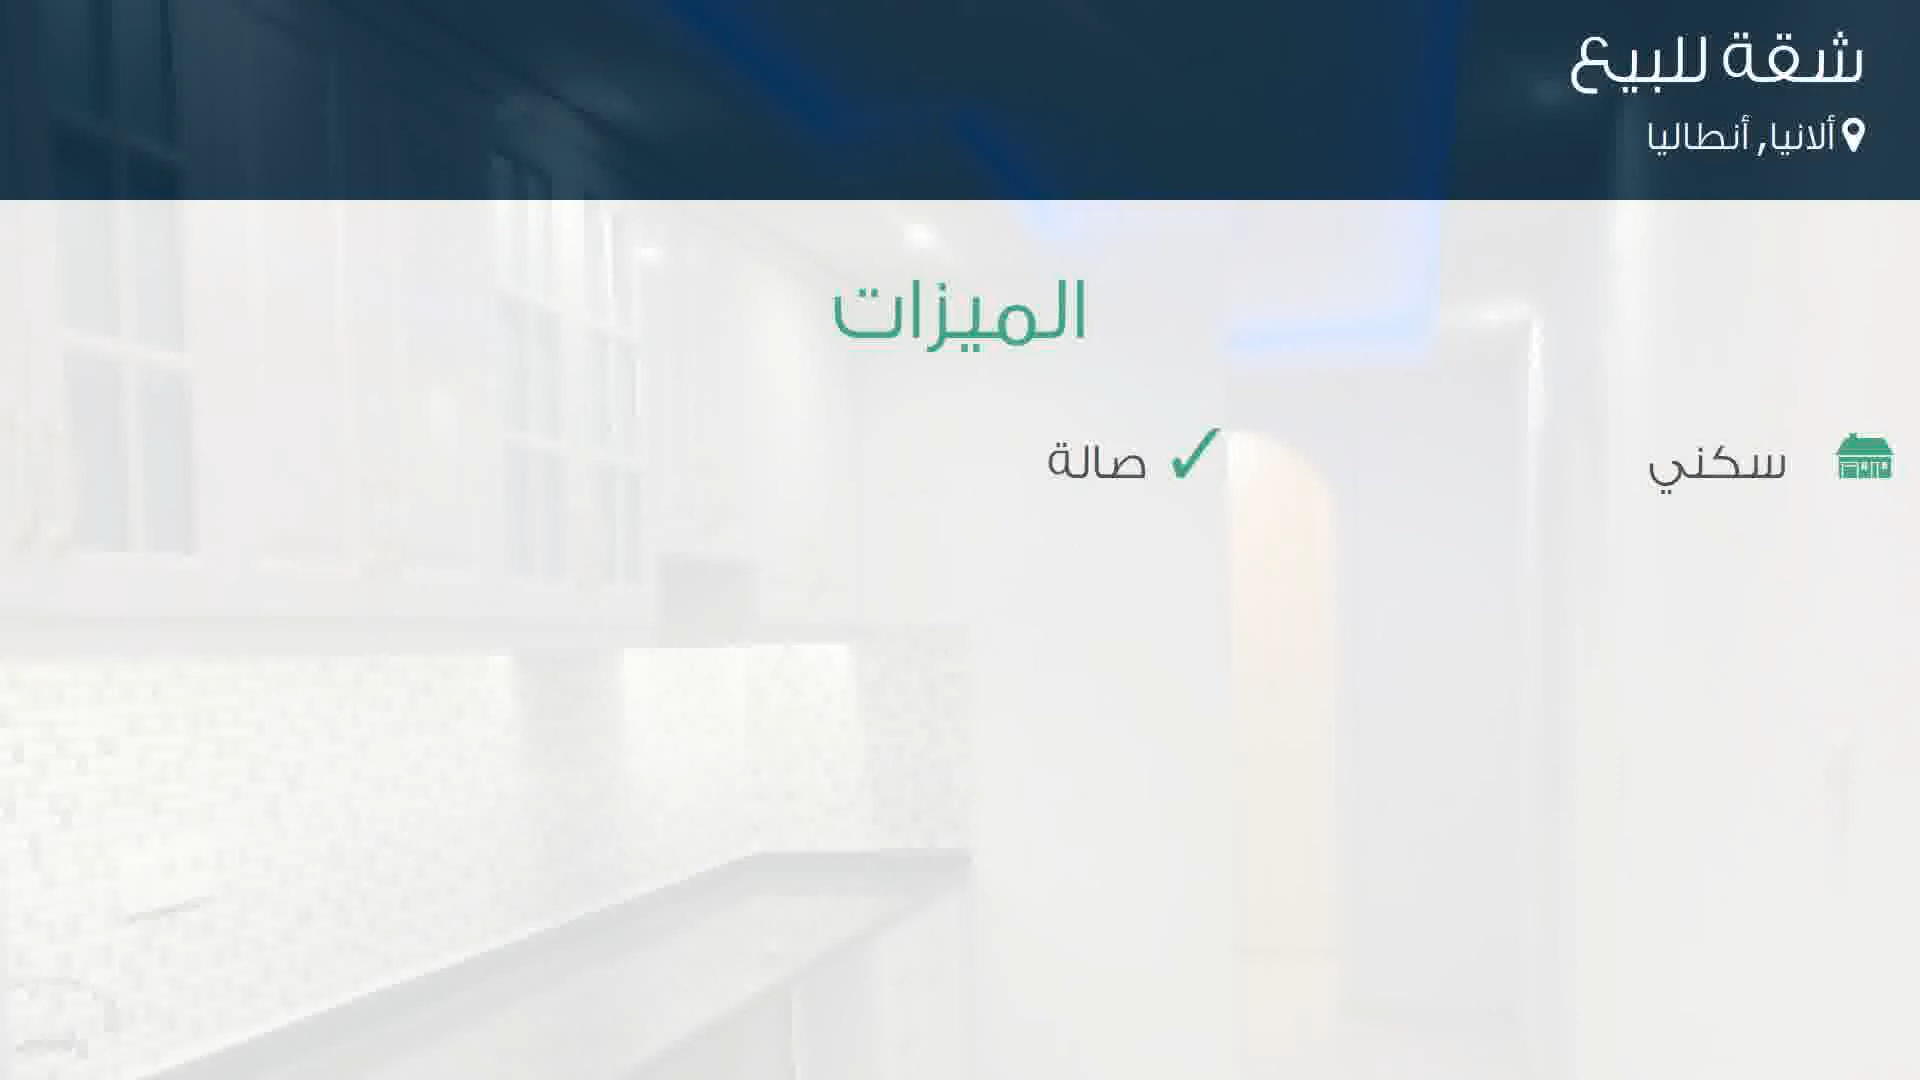 شقة للبيع
ألانيا, أنطاليا
الميزات
سكني
صالة